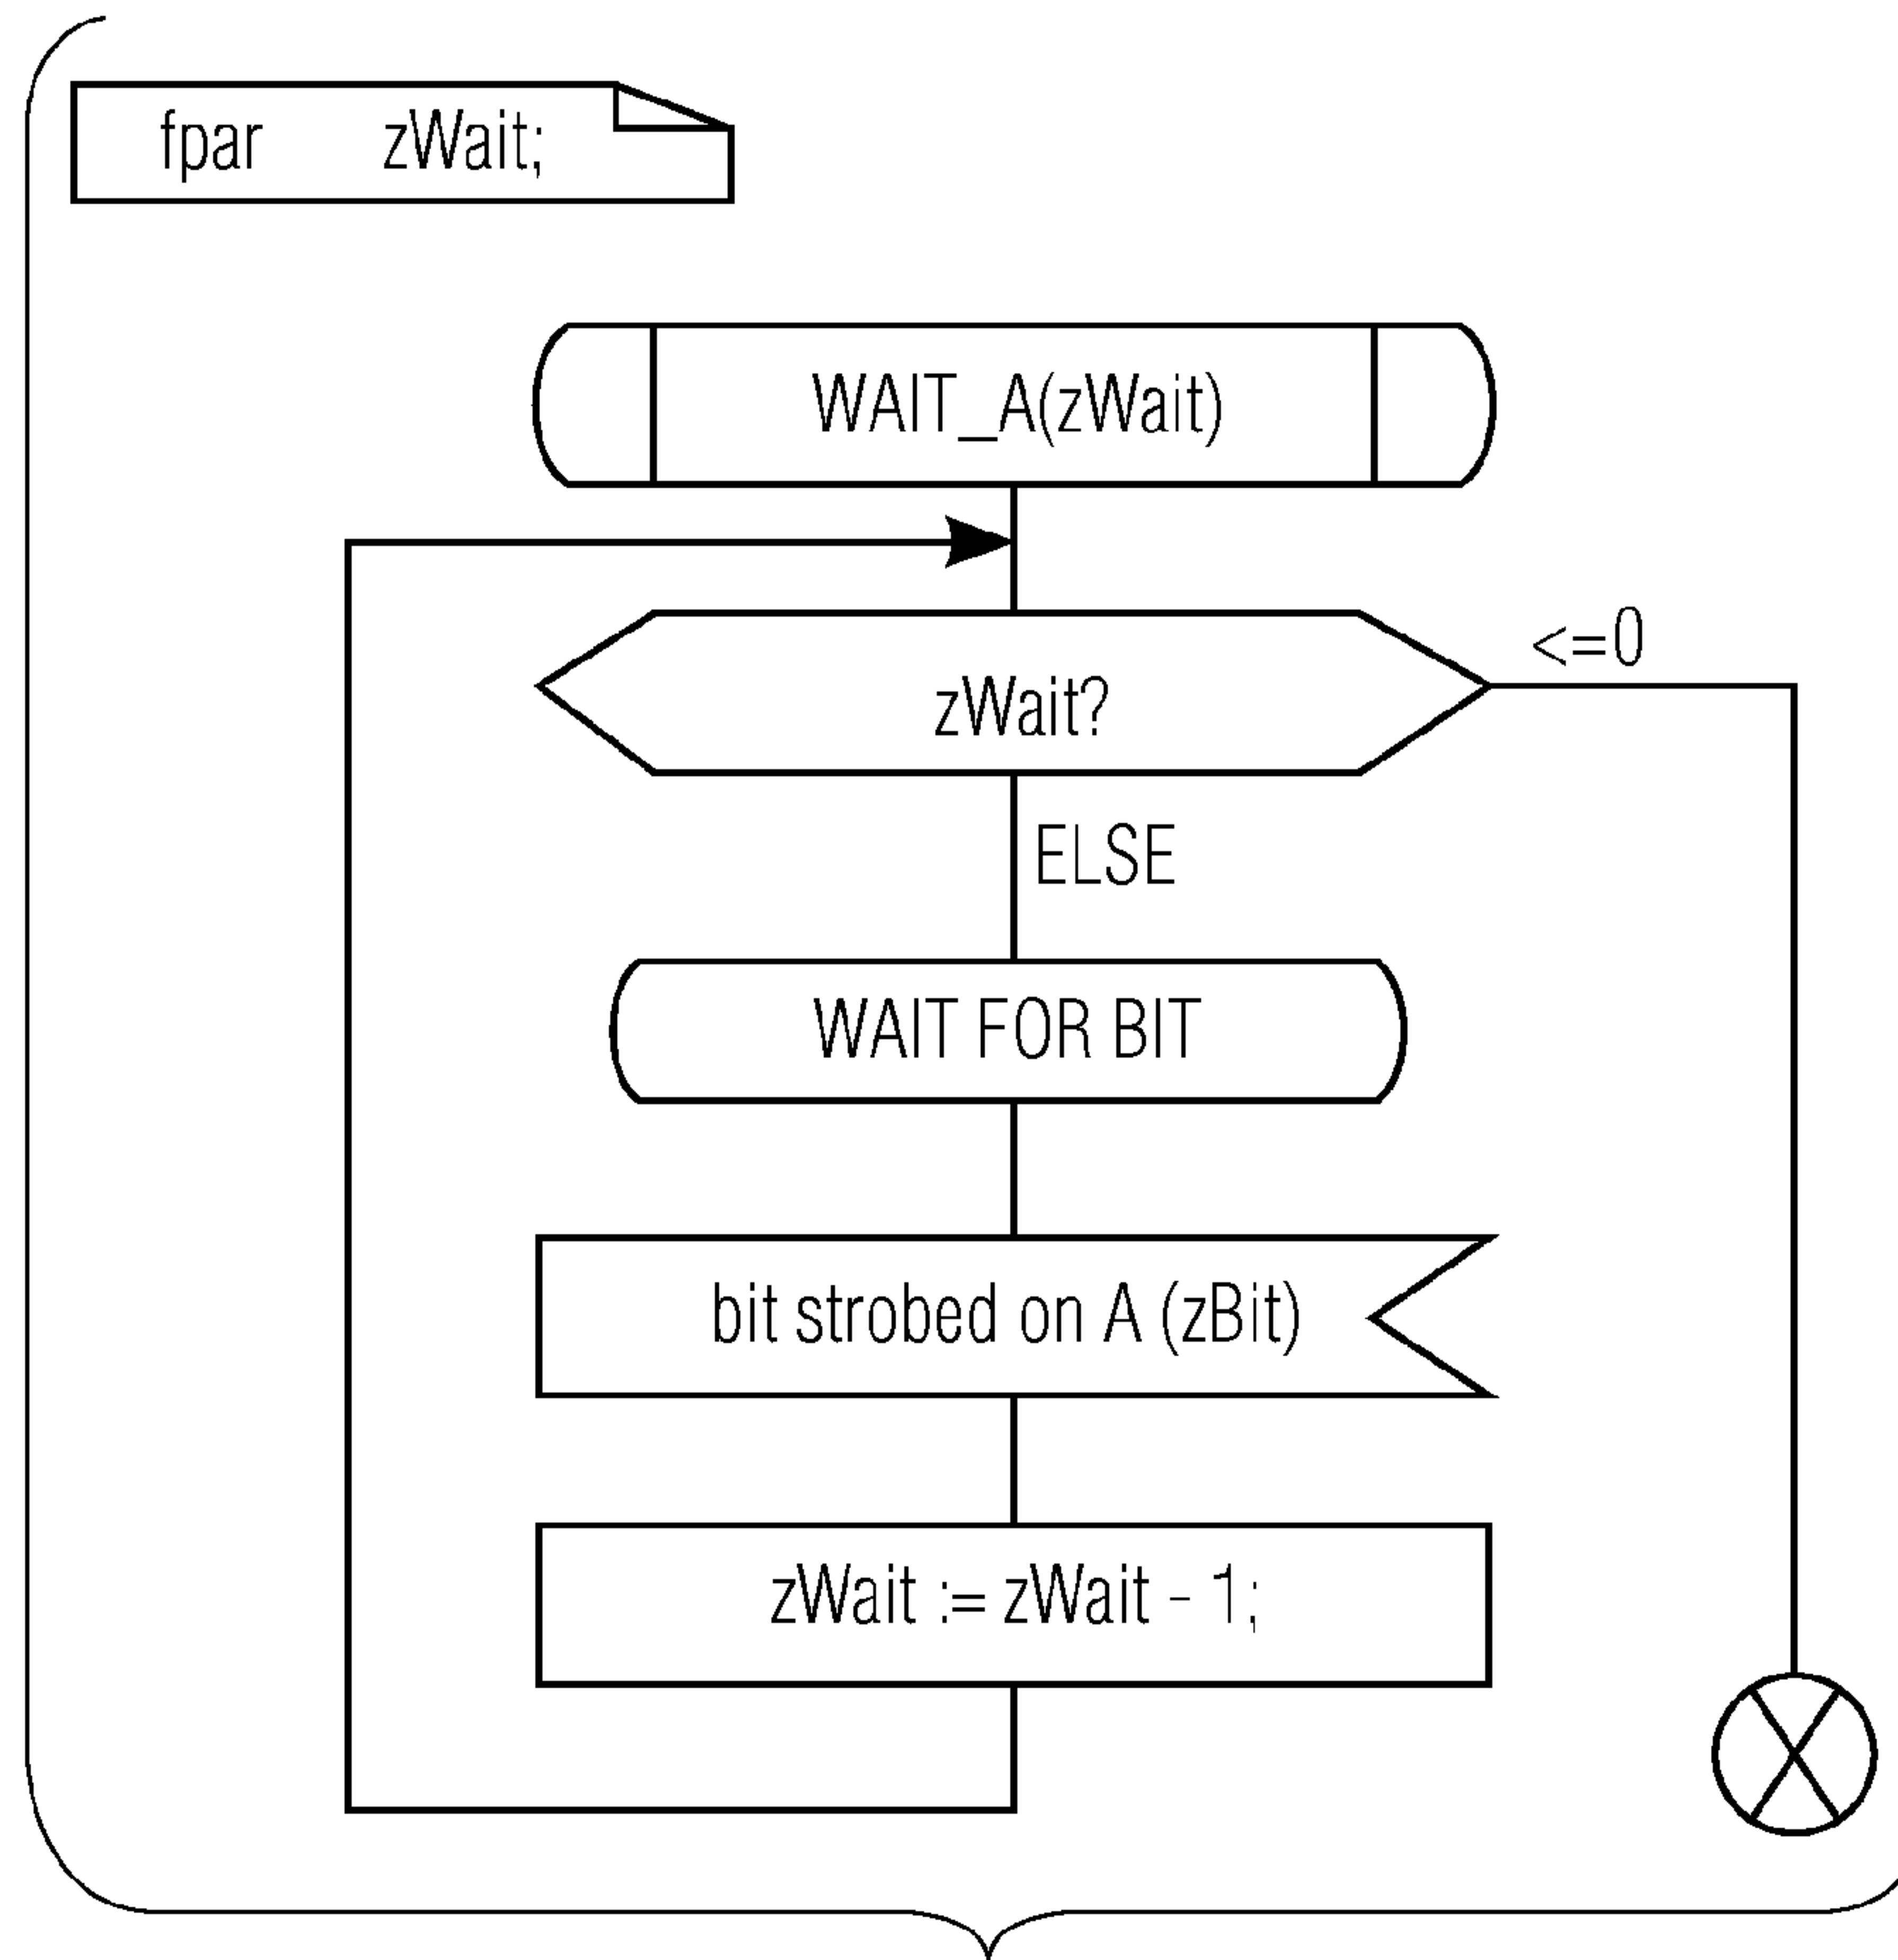 fpar zWait;
WAIT_A(zWait)
<=0
zWait?
ELSE
WAIT FOR BIT
bit strobed on A (zBit)
zWait := zWait - 1;